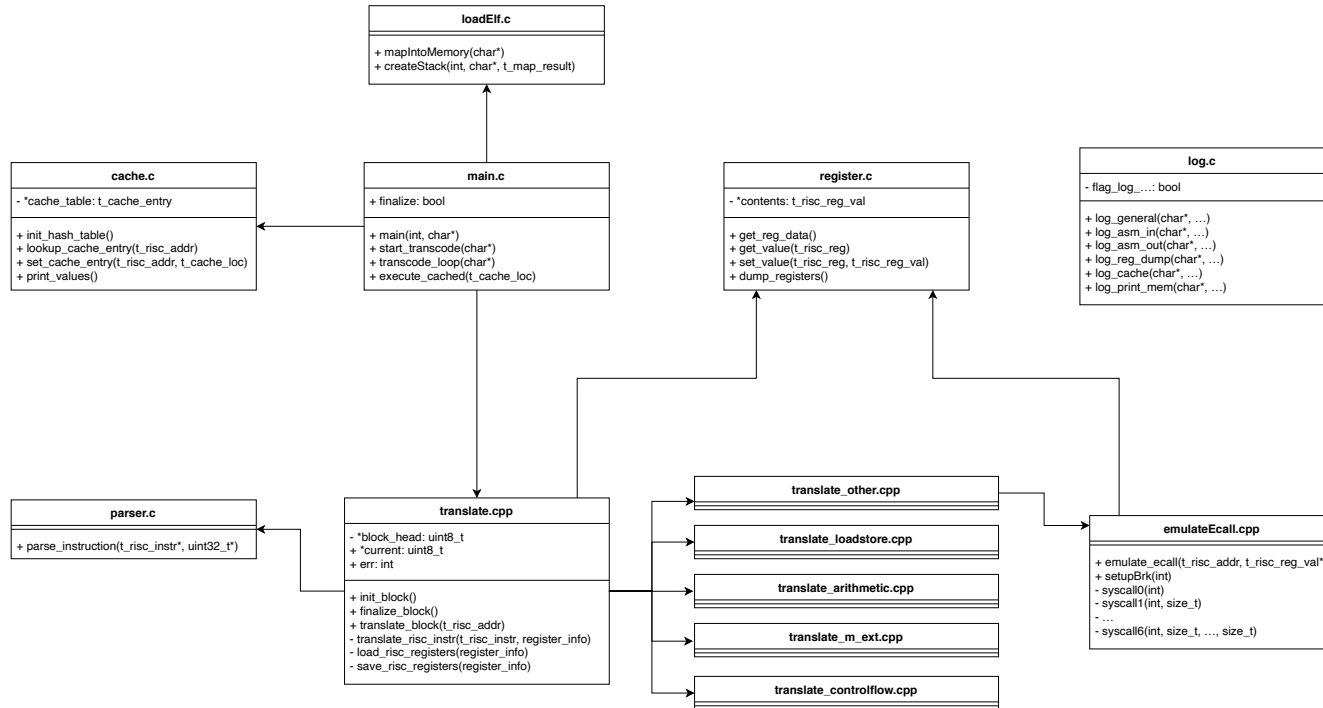 loadElf.c
+ mapIntoMemory(char*)
+ createStack(int, char*, t_map_result)
cache.c
- *cache_table: t_cache_entry
+ init_hash_table()
+ lookup_cache_entry(t_risc_addr)
+ set_cache_entry(t_risc_addr, t_cache_loc)
+ print_values()
main.c
+ finalize: bool
+ main(int, char*)
+ start_transcode(char*)
+ transcode_loop(char*)
+ execute_cached(t_cache_loc)
register.c
- *contents: t_risc_reg_val
+ get_reg_data()
+ get_value(t_risc_reg)
+ set_value(t_risc_reg, t_risc_reg_val)
+ dump_registers()
log.c
- flag_log_…: bool
+ log_general(char*, …)
+ log_asm_in(char*, …)
+ log_asm_out(char*, …)
+ log_reg_dump(char*, …)
+ log_cache(char*, …)
+ log_print_mem(char*, …)
parser.c
+ parse_instruction(t_risc_instr*, uint32_t*)
translate.cpp
- *block_head: uint8_t
+ *current: uint8_t
+ err: int
+ init_block()
+ finalize_block()
+ translate_block(t_risc_addr)
- translate_risc_instr(t_risc_instr, register_info)
- load_risc_registers(register_info)
- save_risc_registers(register_info)
translate_other.cpp
translate_loadstore.cpp
translate_arithmetic.cpp
translate_m_ext.cpp
translate_controlflow.cpp
emulateEcall.cpp
+ emulate_ecall(t_risc_addr, t_risc_reg_val*
+ setupBrk(int)
- syscall0(int)
- syscall1(int, size_t)
- …
- syscall6(int, size_t, …, size_t)